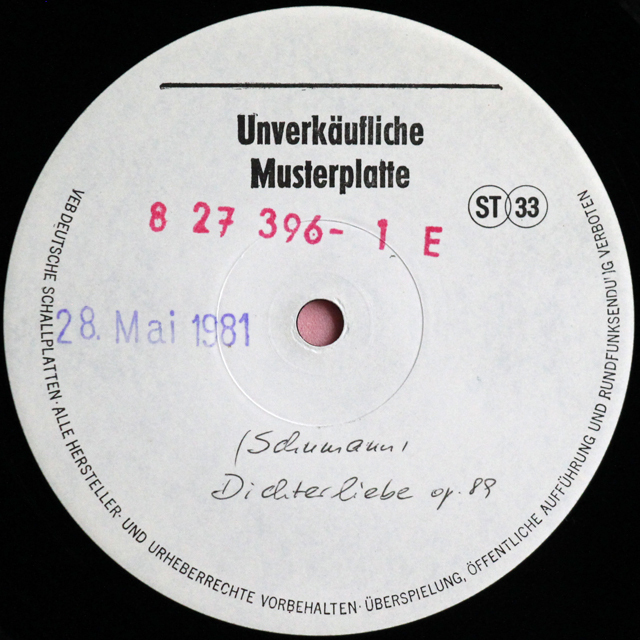 Unverkäufliche
Musterplatte
8 27 396-1 E
ST 33
28. Mai 1981
(Schumann)
Dichterliebe op. 89
VEB DEUTSCHE SCHALLPLATTEN · ALLE HERSTELLER- UND URHEBERRECHTE VORBEHALTEN · ÜBERSPIELUNG, ÖFFENTLICHE AUFFÜHRUNG UND RUNDFUNKSENDUNG VERBOTEN